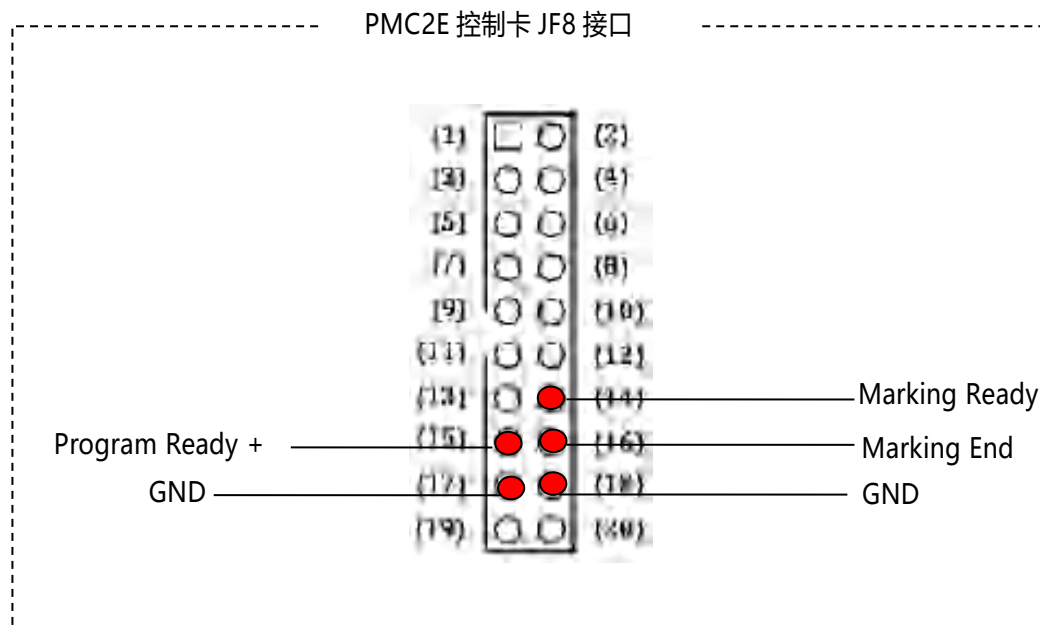 PMC2E 控制卡 JF8 接口
(1) (2)
[3] (4)
[5] (6)
[7] (8)
[9] (10)
(11) (12)
(13) (14) Marking Ready
Program Ready + (15) (16) Marking End
GND (17) (18) GND
(19) (20)